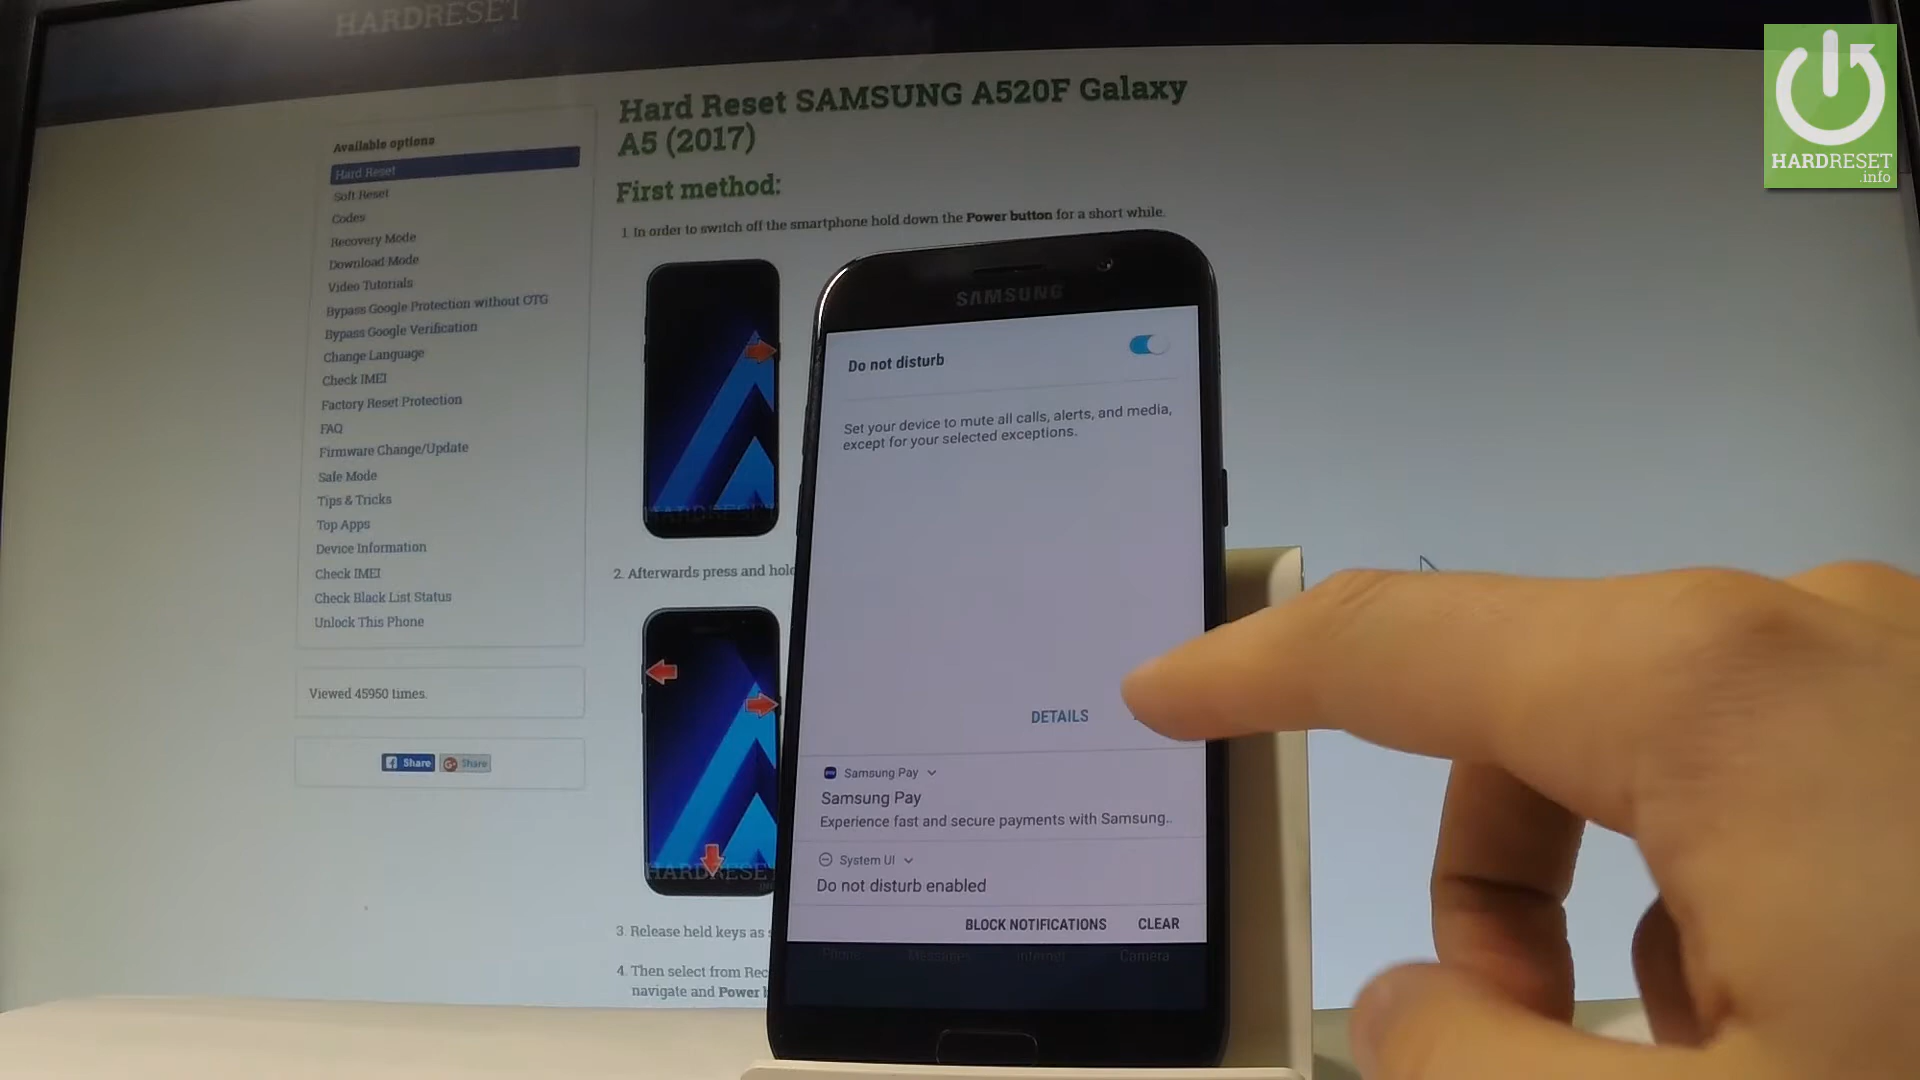 HARDRESET
HARDRESET
.info
Available options
Hard Reset
Soft Reset
Codes
Recovery Mode
Download Mode
Video Tutorials
Bypass Google Protection without OTG
Bypass Google Verification
Change Language
Check IMEI
Factory Reset Protection
FAQ
Firmware Change/Update
Safe Mode
Tips & Tricks
Top Apps
Device Information
Check IMEI
Check Black List Status
Unlock This Phone
Viewed 45950 times.
Share
Share
Hard Reset SAMSUNG A520F Galaxy
A5 (2017)
First method:
1. In order to switch off the smartphone hold down the Power button for a short while.
HARDRESET
2. Afterwards press and hold
HARDRESE
3. Release held keys as
4. Then select from Rec
navigate and Power
SAMSUNG
Do not disturb
Set your device to mute all calls, alerts, and media,
except for your selected exceptions.
DETAILS
Samsung Pay
Samsung Pay
Experience fast and secure payments with Samsung..
System UI
Do not disturb enabled
BLOCK NOTIFICATIONS CLEAR
Phone Messages Internet Camera